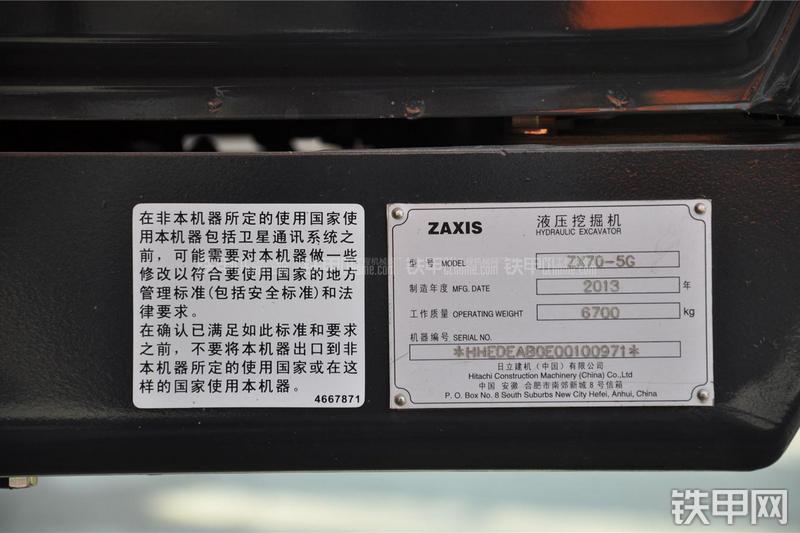 在非本机器所定的使用国家使
用本机器包括卫星通讯系统之
前，可能需要对本机器做一些
修改以符合要使用国家的地方
管理标准(包括安全标准)和法
律要求。
在确认已满足如此标准和要求
之前，不要将本机器出口到非
本机器所定的使用国家或在这
样的国家使用本机器。
4667871
ZAXIS 液压挖掘机
HYDRAULIC EXCAVATOR
型 号 MODEL ZX70-5G
制造年度 MFG. DATE 2013 年
工作质量 OPERATING WEIGHT 6700 kg
机器编号 SERIAL NO.
*HHEDEAB0E00100971*
日立建机（中国）有限公司
Hitachi Construction Machinery (China) Co.,Ltd
中国 安徽 合肥市南郊新城8号信箱
P. O. Box No. 8 South Suburbs New City Hefei, Anhui, China
铁甲网